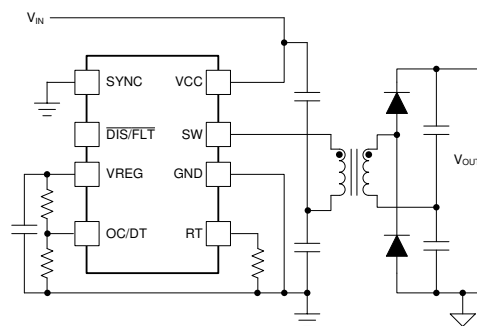 VIN
SYNC VCC
DIS/FLT SW
VREG GND
OC/DT RT
VOUT